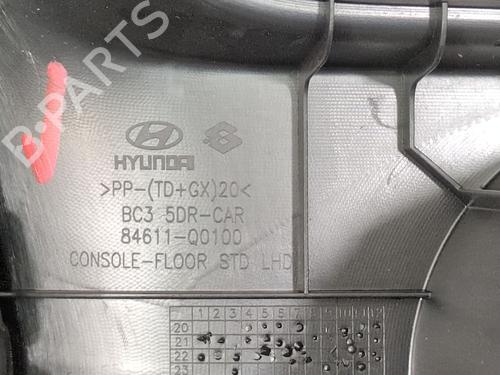 B-PARTS
HYUNDAI
>PP-(TD+GX)20<
BC3 5DR-CAR
84611-Q0100
CONSOLE-FLOOR STD LHD
1 2 3 4 5 6 7 8
20
21
22
23